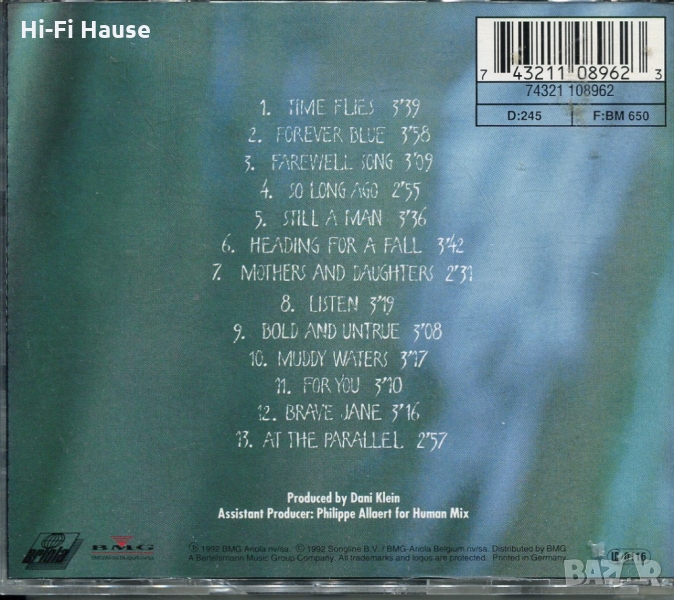 Hi-Fi Hause
7 43211 08962 3
74321 108962
D:245 F:BM 650
1. TIME FLIES 3'39
2. FOREVER BLUE 3'58
3. FAREWELL SONG 3'09
4. SO LONG AGO 2'55
5. STILL A MAN 3'36
6. HEADING FOR A FALL 3'42
7. MOTHERS AND DAUGHTERS 2'31
8. LISTEN 3'19
9. BOLD AND UNTRUE 3'08
10. MUDDY WATERS 3'17
11. FOR YOU 3'10
12. BRAVE JANE 3'16
13. AT THE PARALLEL 2'57
Produced by Dani Klein
Assistant Producer: Philippe Allaert for Human Mix
ariola
BMG
℗ 1992 BMG Ariola nv/sa. © 1992 Songline B.V. / BMG-Ariola Belgium nv/sa. Distributed by BMG
A Bertelsmann Music Group Company. All trademarks and logos are protected. Printed in Germany.
БАЗАР